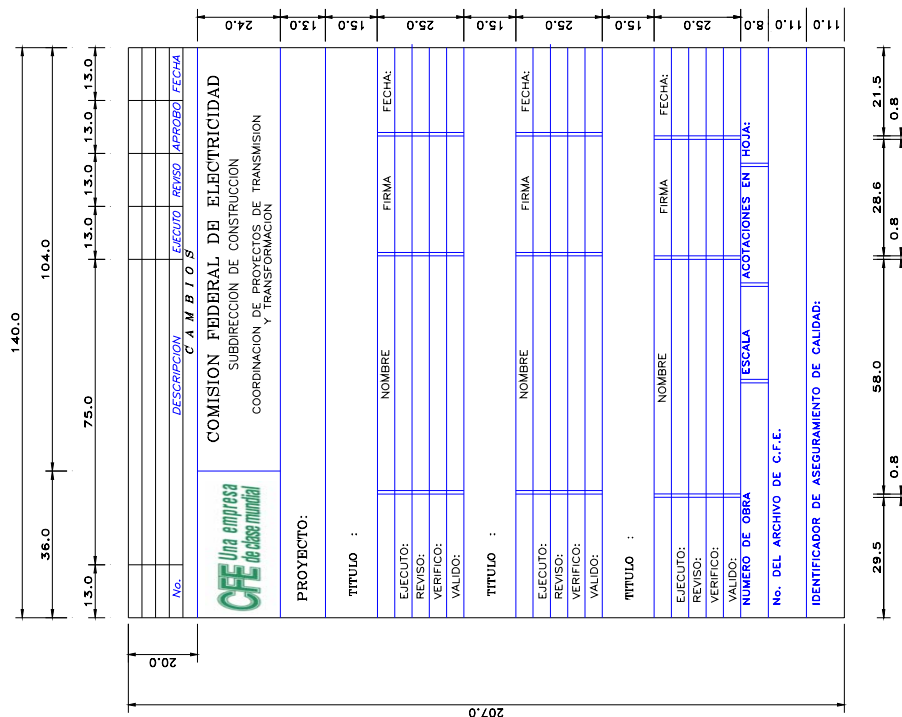 140.0
36.0 104.0
13.0 75.0 13.0 13.0 13.0 13.0
No. DESCRIPCION EJECUTO REVISO APROBO FECHA
C A M B I O S
20.0
CFE Una empresa
de clase mundial
COMISION FEDERAL DE ELECTRICIDAD
SUBDIRECCION DE CONSTRUCCION
COORDINACION DE PROYECTOS DE TRANSMISION
Y TRANSFORMACION
24.0
PROYECTO:
13.0
TITULO :
15.0
NOMBRE FIRMA FECHA:
EJECUTO:
REVISO:
VERIFICO:
VALIDO:
25.0
TITULO :
15.0
NOMBRE FIRMA FECHA:
EJECUTO:
REVISO:
VERIFICO:
VALIDO:
25.0
TITULO :
15.0
NOMBRE FIRMA FECHA:
EJECUTO:
REVISO:
VERIFICO:
VALIDO:
25.0
NUMERO DE OBRA ESCALA ACOTACIONES EN HOJA:
8.0
No. DEL ARCHIVO DE C.F.E.
11.0
IDENTIFICADOR DE ASEGURAMIENTO DE CALIDAD:
11.0
207.0
29.5 58.0 28.6 21.5
0.8 0.8 0.8